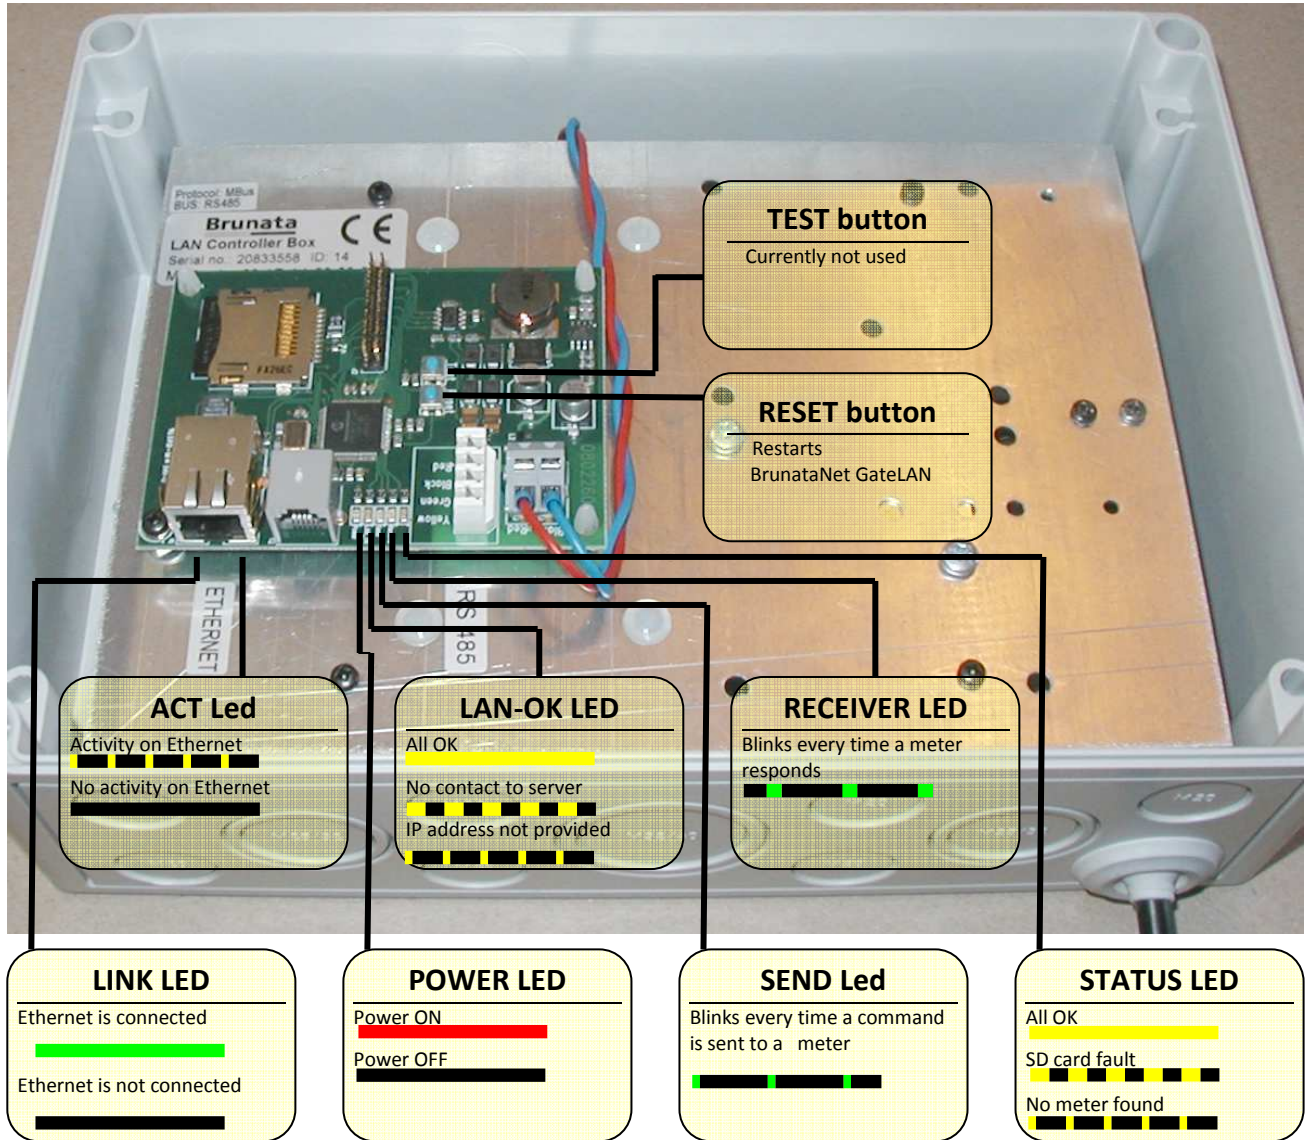 Protocol: MBus
BUS: RS485
Brunata
LAN Controller Box
Serial no.: 20833558 ID: 14
TEST button
Currently not used
RESET button
Restarts
BrunataNet GateLAN
Red
Black
Green
Yellow
ETHERNET
RS 485
ACT Led
Activity on Ethernet
No activity on Ethernet
LAN-OK LED
All OK
No contact to server
IP address not provided
RECEIVER LED
Blinks every time a meter
responds
LINK LED
Ethernet is connected
Ethernet is not connected
POWER LED
Power ON
Power OFF
SEND Led
Blinks every time a command
is sent to a meter
STATUS LED
All OK
SD card fault
No meter found